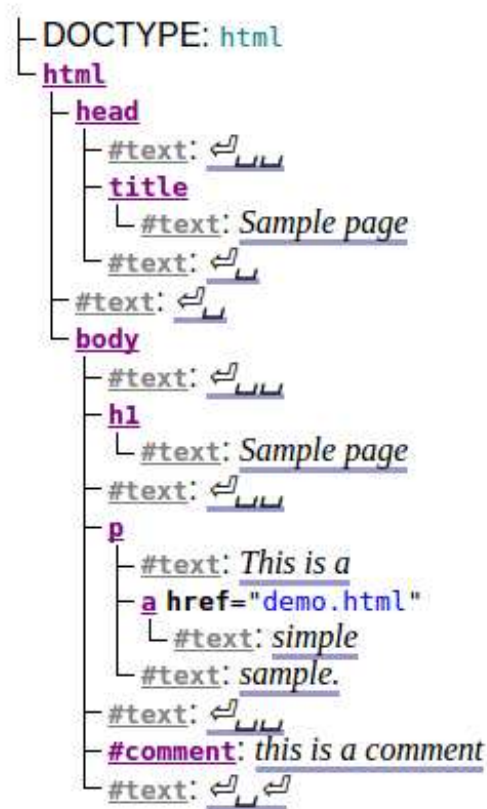 DOCTYPE: html
html
head
#text: ⏎␣␣
title
#text: Sample page
#text: ⏎␣
#text: ⏎␣
body
#text: ⏎␣␣
h1
#text: Sample page
#text: ⏎␣␣
p
#text: This is a
a href="demo.html"
#text: simple
#text: sample.
#text: ⏎␣␣
#comment: this is a comment
#text: ⏎␣⏎